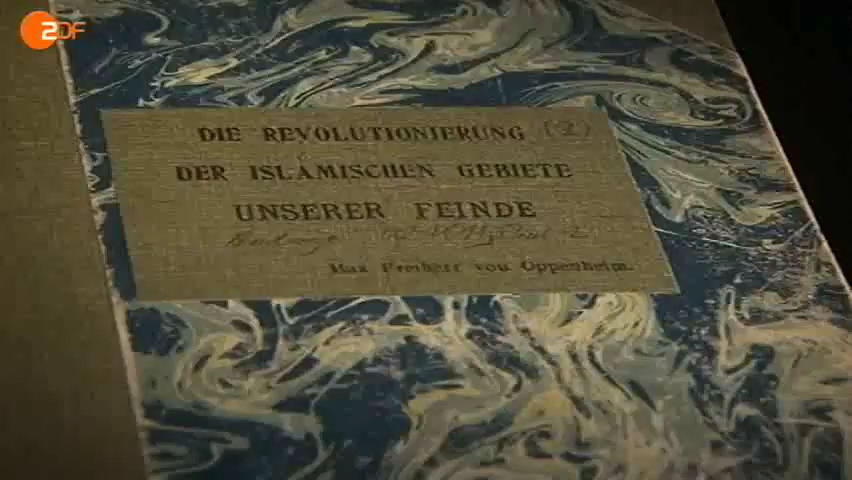 ZDF
DIE REVOLUTIONIERUNG (2)
DER ISLAMISCHEN GEBIETE
UNSERER FEINDE
Max Freiherr von Oppenheim.